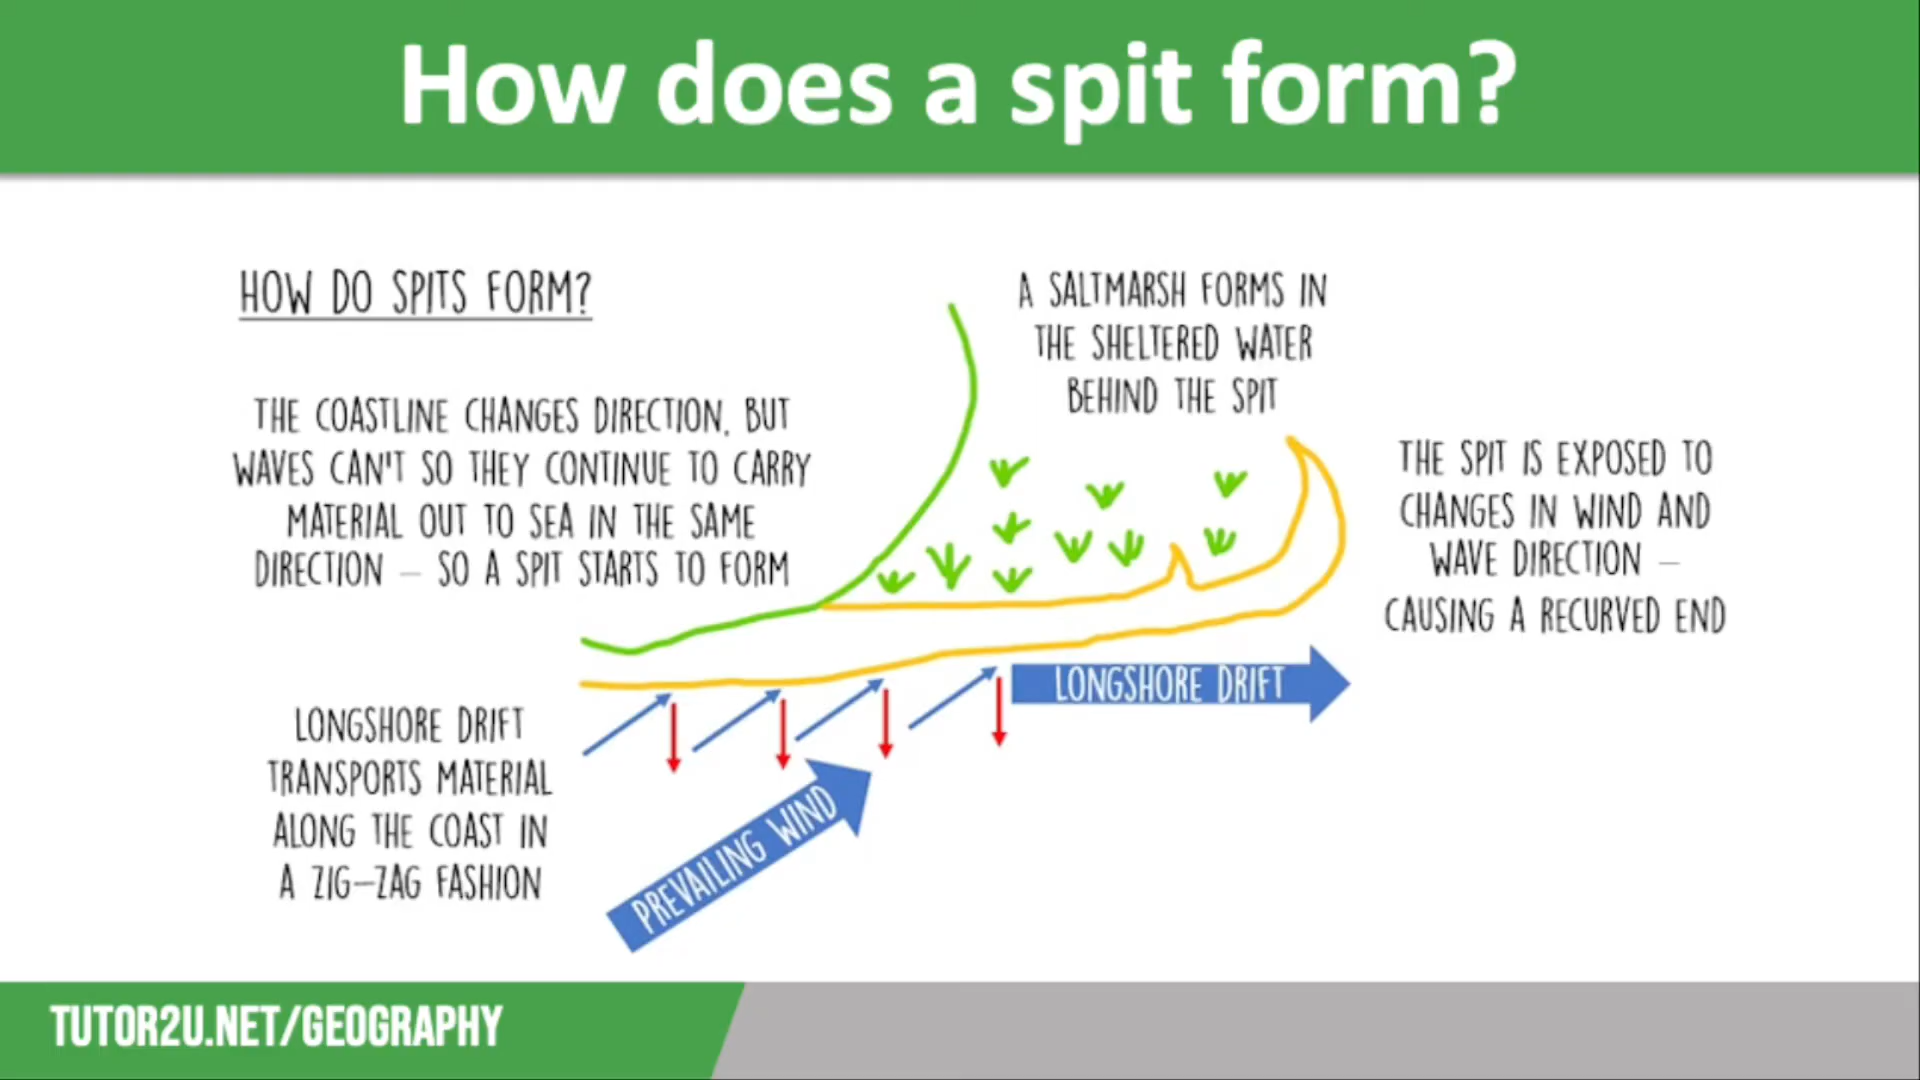 How does a spit form?
HOW DO SPITS FORM?
THE COASTLINE CHANGES DIRECTION, BUT
WAVES CAN'T SO THEY CONTINUE TO CARRY
MATERIAL OUT TO SEA IN THE SAME
DIRECTION – SO A SPIT STARTS TO FORM
A SALTMARSH FORMS IN
THE SHELTERED WATER
BEHIND THE SPIT
THE SPIT IS EXPOSED TO
CHANGES IN WIND AND
WAVE DIRECTION –
CAUSING A RECURVED END
LONGSHORE DRIFT
LONGSHORE DRIFT
TRANSPORTS MATERIAL
ALONG THE COAST IN
A ZIG–ZAG FASHION
PREVAILING WIND
TUTOR2U.NET/GEOGRAPHY